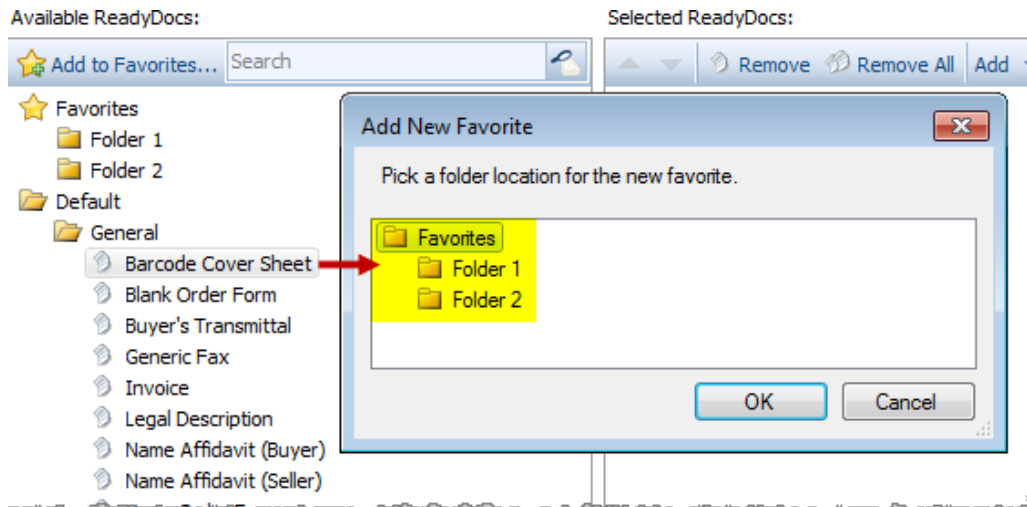 Available ReadyDocs:
Selected ReadyDocs:
Add to Favorites... Search
Remove Remove All Add
Favorites
Folder 1
Folder 2
Default
General
Barcode Cover Sheet
Blank Order Form
Buyer's Transmittal
Generic Fax
Invoice
Legal Description
Name Affidavit (Buyer)
Name Affidavit (Seller)
Add New Favorite
Pick a folder location for the new favorite.
Favorites
Folder 1
Folder 2
OK Cancel